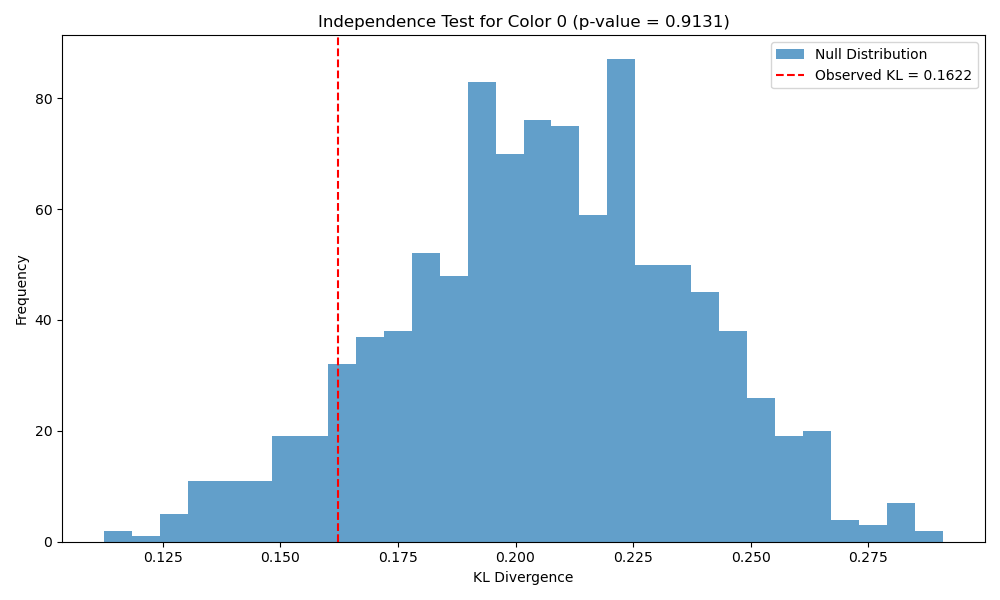 Independence Test for Color 0 (p-value = 0.9131)
Null Distribution
Observed KL = 0.1622
Frequency
80
60
40
20
0
0.125 0.150 0.175 0.200 0.225 0.250 0.275
KL Divergence